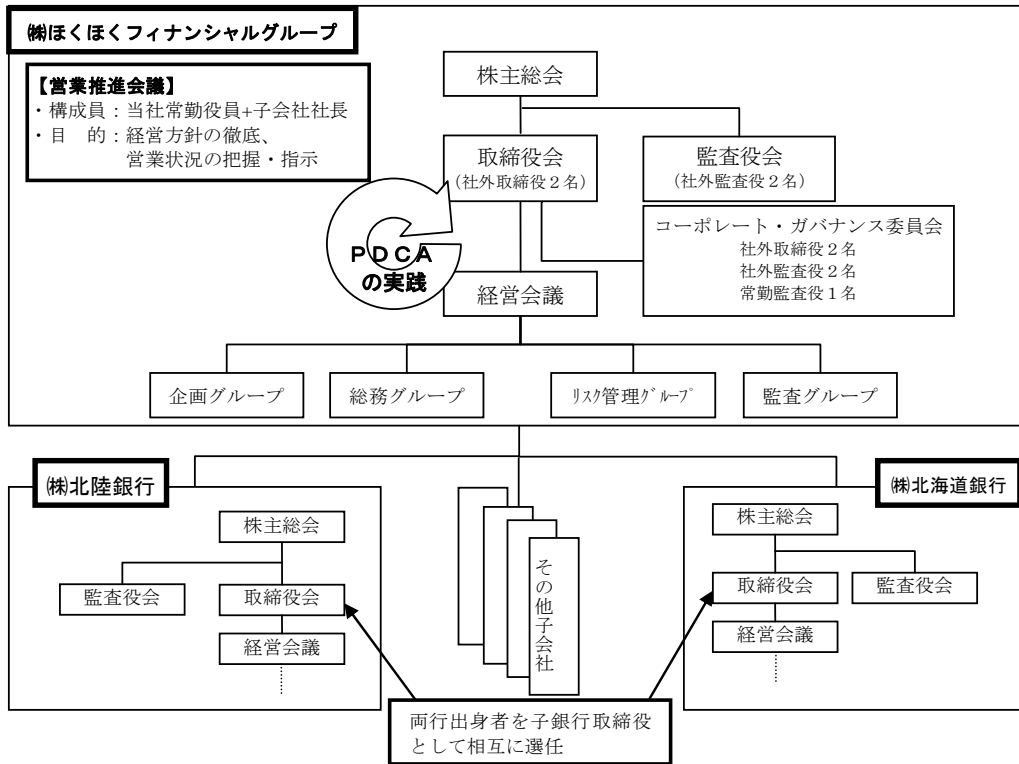 ㈱ほくほくフィナンシャルグループ
【営業推進会議】
・構成員：当社常勤役員+子会社社長
・目　的：経営方針の徹底、
営業状況の把握・指示
株主総会
取締役会
（社外取締役２名）
監査役会
（社外監査役２名）
コーポレート・ガバナンス委員会
社外取締役２名
社外監査役２名
常勤監査役１名
ＰＤＣＡ
の実践
経営会議
企画グループ
総務グループ
ﾘｽｸ管理ｸﾞﾙｰﾌﾟ
監査グループ
㈱北陸銀行
株主総会
監査役会
取締役会
経営会議
その他子会社
㈱北海道銀行
株主総会
取締役会
監査役会
経営会議
両行出身者を子銀行取締役
として相互に選任